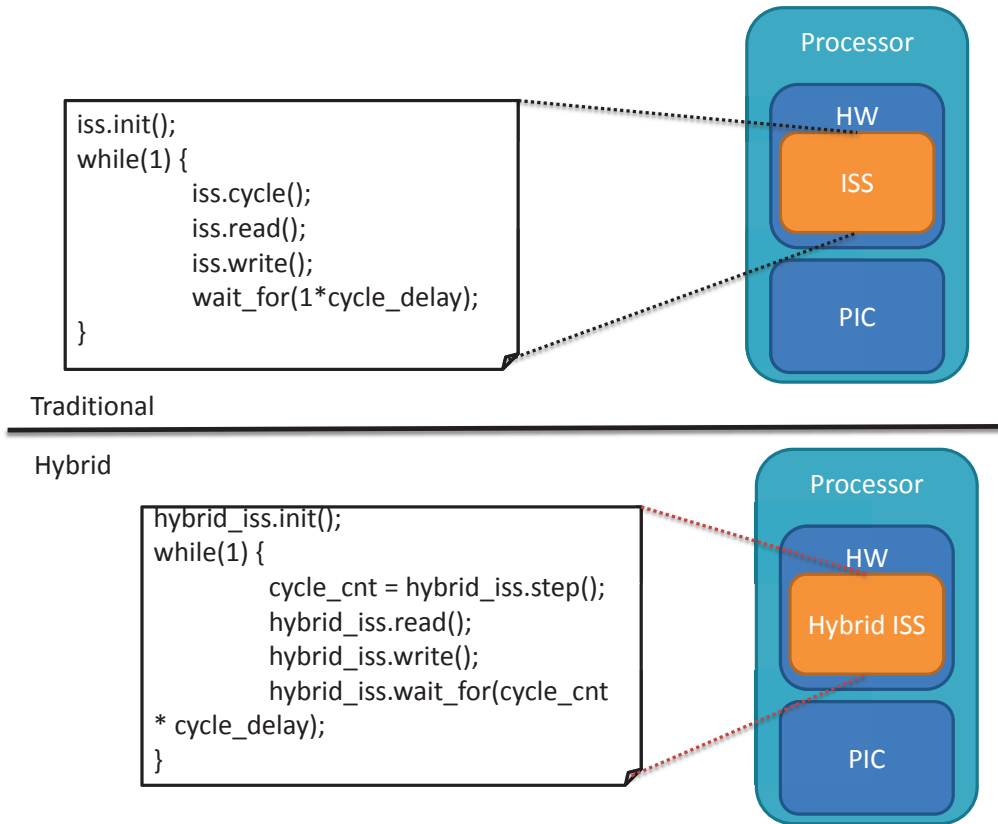 Processor
HW
ISS
PIC
iss.init();
while(1) {
iss.cycle();
iss.read();
iss.write();
wait_for(1*cycle_delay);
}
Traditional
Hybrid
Processor
HW
Hybrid ISS
PIC
hybrid_iss.init();
while(1) {
cycle_cnt = hybrid_iss.step();
hybrid_iss.read();
hybrid_iss.write();
hybrid_iss.wait_for(cycle_cnt
* cycle_delay);
}